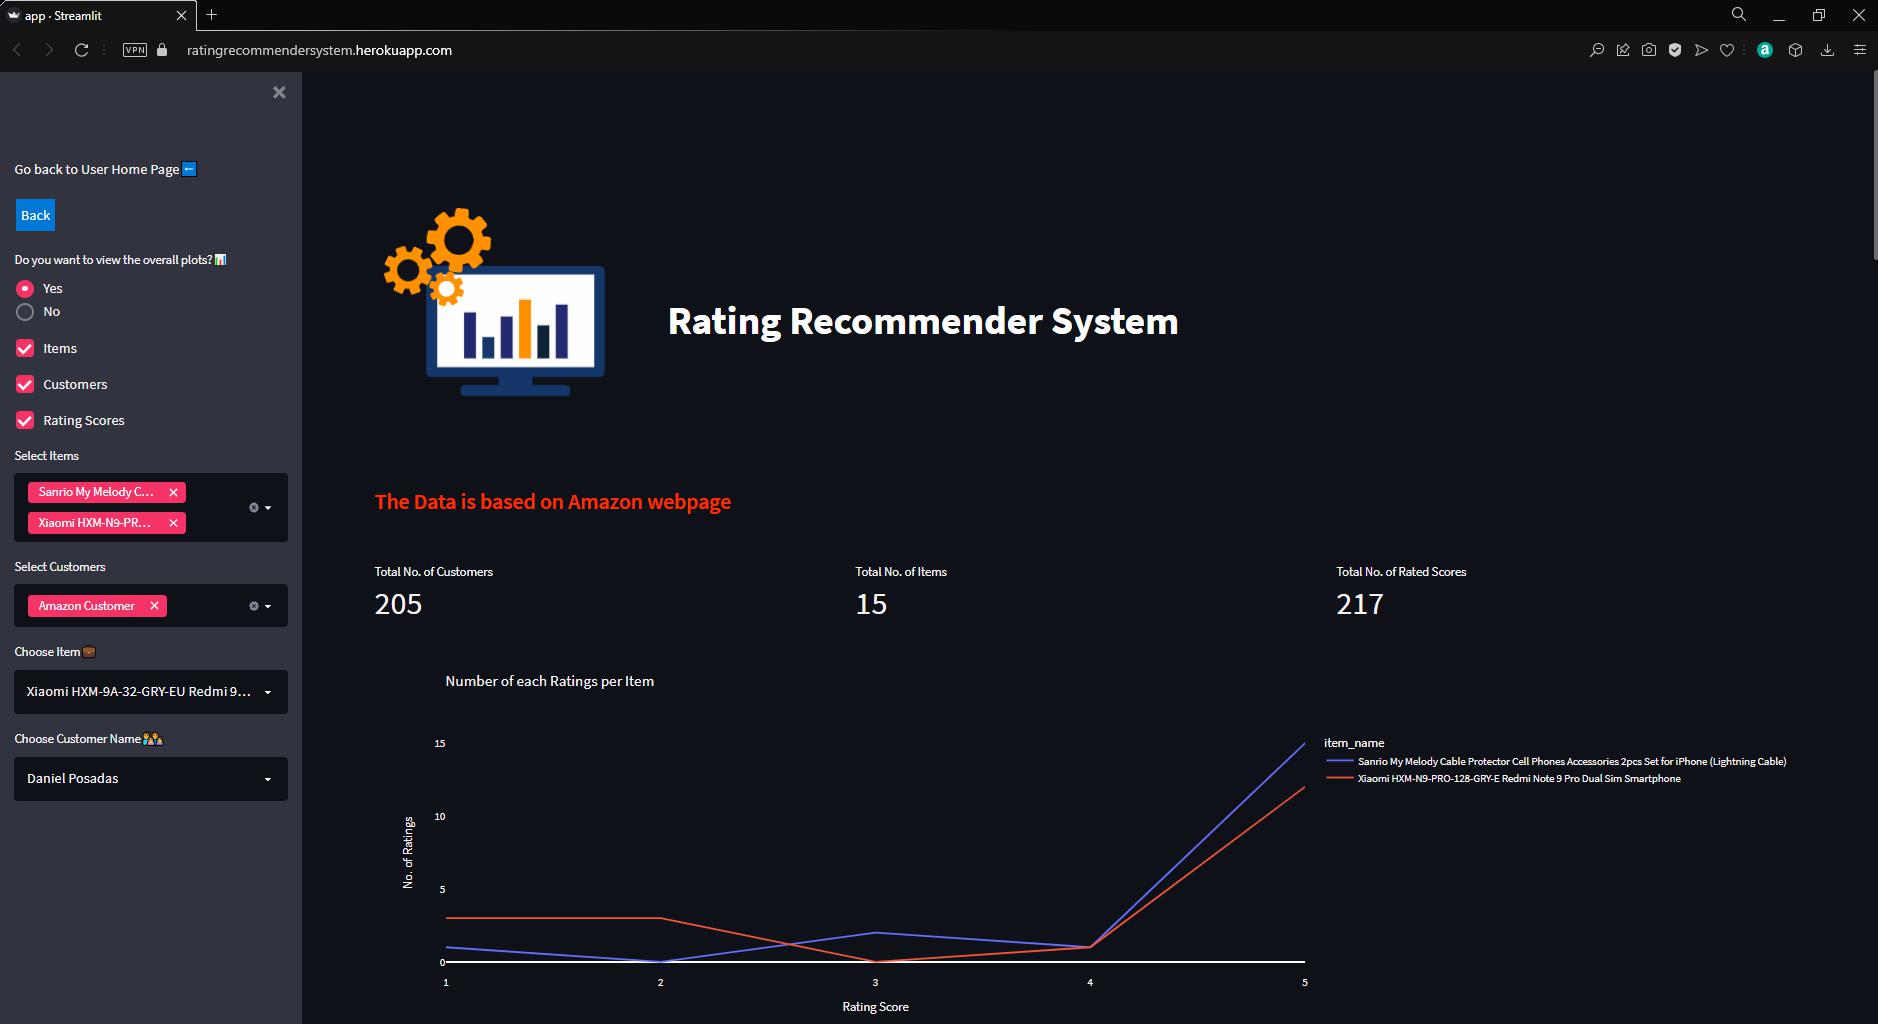 app · Streamlit
VPN
ratingrecommendersystem.herokuapp.com
a
Go back to User Home Page
Back
Do you want to view the overall plots?
Yes
No
Items
Customers
Rating Scores
Select Items
Sanrio My Melody C...
Xiaomi HXM-N9-PR...
Select Customers
Amazon Customer
Choose Item
Xiaomi HXM-9A-32-GRY-EU Redmi 9...
Choose Customer Name
Daniel Posadas
Rating Recommender System
The Data is based on Amazon webpage
Total No. of Customers
205
Total No. of Items
15
Total No. of Rated Scores
217
Number of each Ratings per Item
15
10
5
0
No. of Ratings
1 2 3 4 5
Rating Score
item_name
Sanrio My Melody Cable Protector Cell Phones Accessories 2pcs Set for iPhone (Lightning Cable)
Xiaomi HXM-N9-PRO-128-GRY-E Redmi Note 9 Pro Dual Sim Smartphone